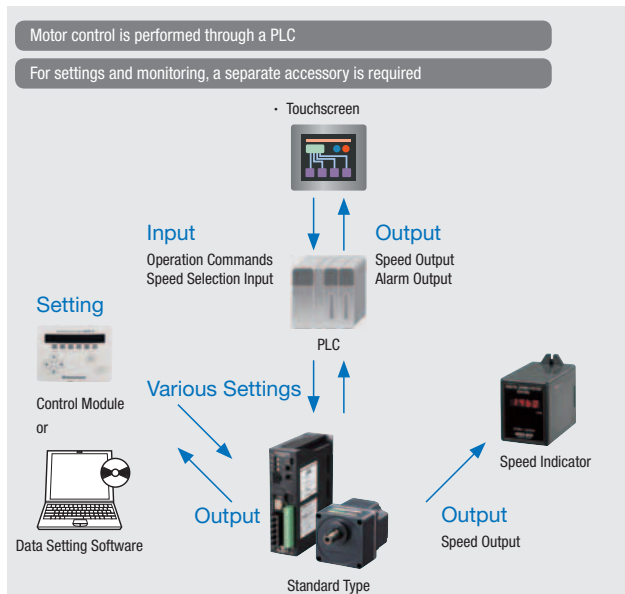 Motor control is performed through a PLC
For settings and monitoring, a separate accessory is required
· Touchscreen
Input
Operation Commands
Speed Selection Input
Output
Speed Output
Alarm Output
Setting
PLC
Control Module
or
Various Settings
Speed Indicator
Data Setting Software
Output
Output
Speed Output
Standard Type